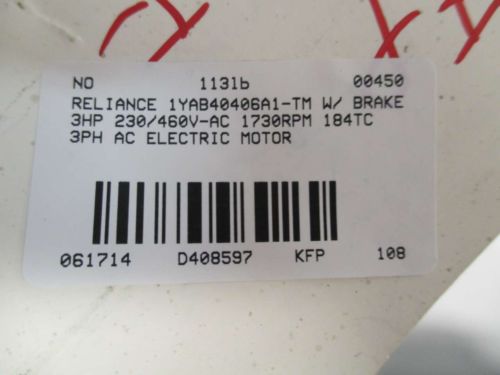 NO 113lb 00450
RELIANCE 1YAB40406A1-TM W/ BRAKE
3HP 230/460V-AC 1730RPM 184TC
3PH AC ELECTRIC MOTOR
061714 D408597 KFP 108